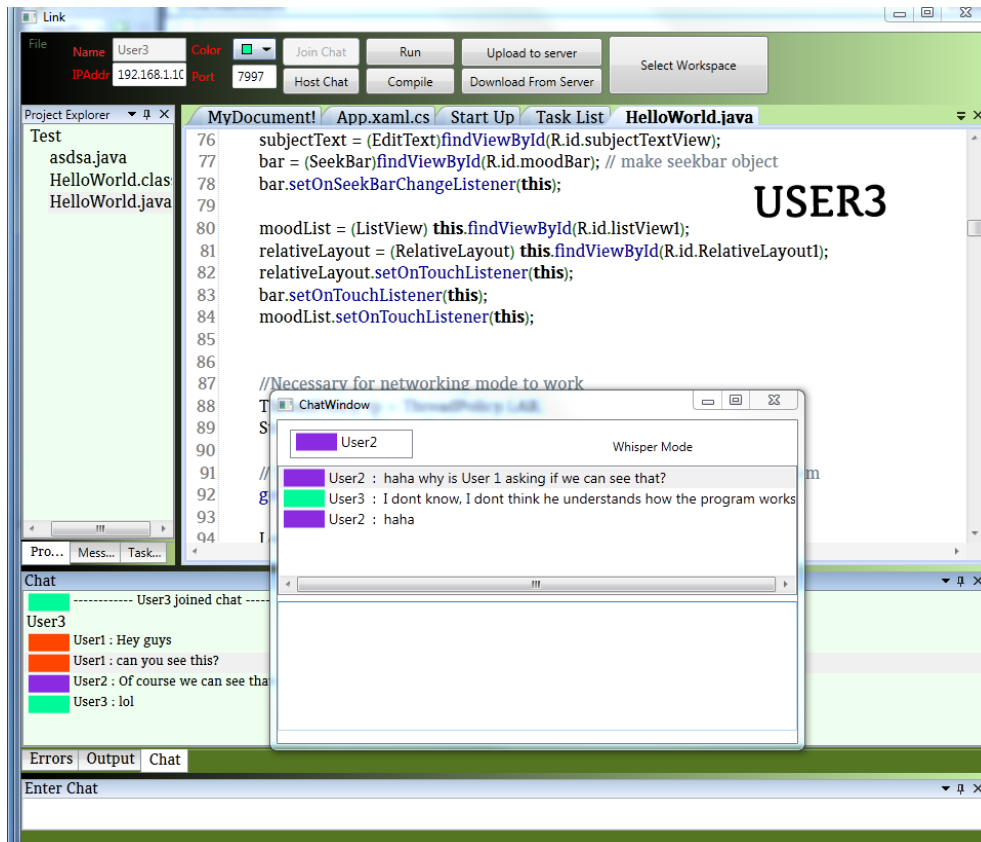 Link
File
Name User3 Color Join Chat Run Upload to server Select Workspace
IPAddr 192.168.1.10 Port 7997 Host Chat Compile Download From Server
Project Explorer
MyDocument! App.xaml.cs Start Up Task List HelloWorld.java
Test
asdsa.java
HelloWorld.clas
HelloWorld.java
76 subjectText = (EditText)findViewById(R.id.subjectTextView);
77 bar = (SeekBar)findViewById(R.id.moodBar); // make seekbar object
78 bar.setOnSeekBarChangeListener(this);
79
USER3
80 moodList = (ListView) this.findViewById(R.id.listView1);
81 relativeLayout = (RelativeLayout) this.findViewById(R.id.RelativeLayout1);
82 relativeLayout.setOnTouchListener(this);
83 bar.setOnTouchListener(this);
84 moodList.setOnTouchListener(this);
85
86
87 //Necessary for networking mode to work
88 T
89 S
90
91 // m
92 g
93
94
Pro... Mess... Task...
ChatWindow
User2 Whisper Mode
User2 : haha why is User 1 asking if we can see that?
User3 : I dont know, I dont think he understands how the program works
User2 : haha
Chat
------------ User3 joined chat -----
User3
User1 : Hey guys
User1 : can you see this?
User2 : Of course we can see tha
User3 : lol
Errors Output Chat
Enter Chat